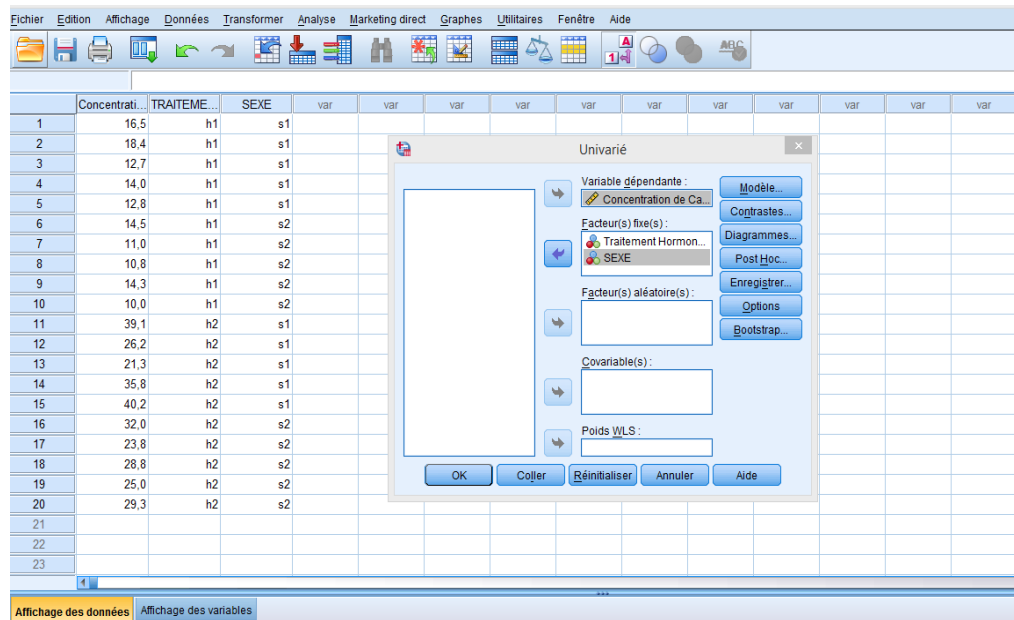 Fichier Edition Affichage Données Transformer Analyse Marketing direct Graphes Utilitaires Fenêtre Aide
A
1
ABC
Concentrati... TRAITEME... SEXE var var var var var var var var var var var
1 16,5 h1 s1
2 18,4 h1 s1
3 12,7 h1 s1
4 14,0 h1 s1
5 12,8 h1 s1
6 14,5 h1 s2
7 11,0 h1 s2
8 10,8 h1 s2
9 14,3 h1 s2
10 10,0 h1 s2
11 39,1 h2 s1
12 26,2 h2 s1
13 21,3 h2 s1
14 35,8 h2 s1
15 40,2 h2 s1
16 32,0 h2 s2
17 23,8 h2 s2
18 28,8 h2 s2
19 25,0 h2 s2
20 29,3 h2 s2
21
22
23
Univarié
Variable dépendante :
Concentration de Ca...
Facteur(s) fixe(s) :
Traitement Hormon...
SEXE
Facteur(s) aléatoire(s) :
Covariable(s) :
Poids WLS :
Modèle...
Contrastes...
Diagrammes...
Post Hoc...
Enregistrer...
Options
Bootstrap...
OK Coller Réinitialiser Annuler Aide
Affichage des données Affichage des variables